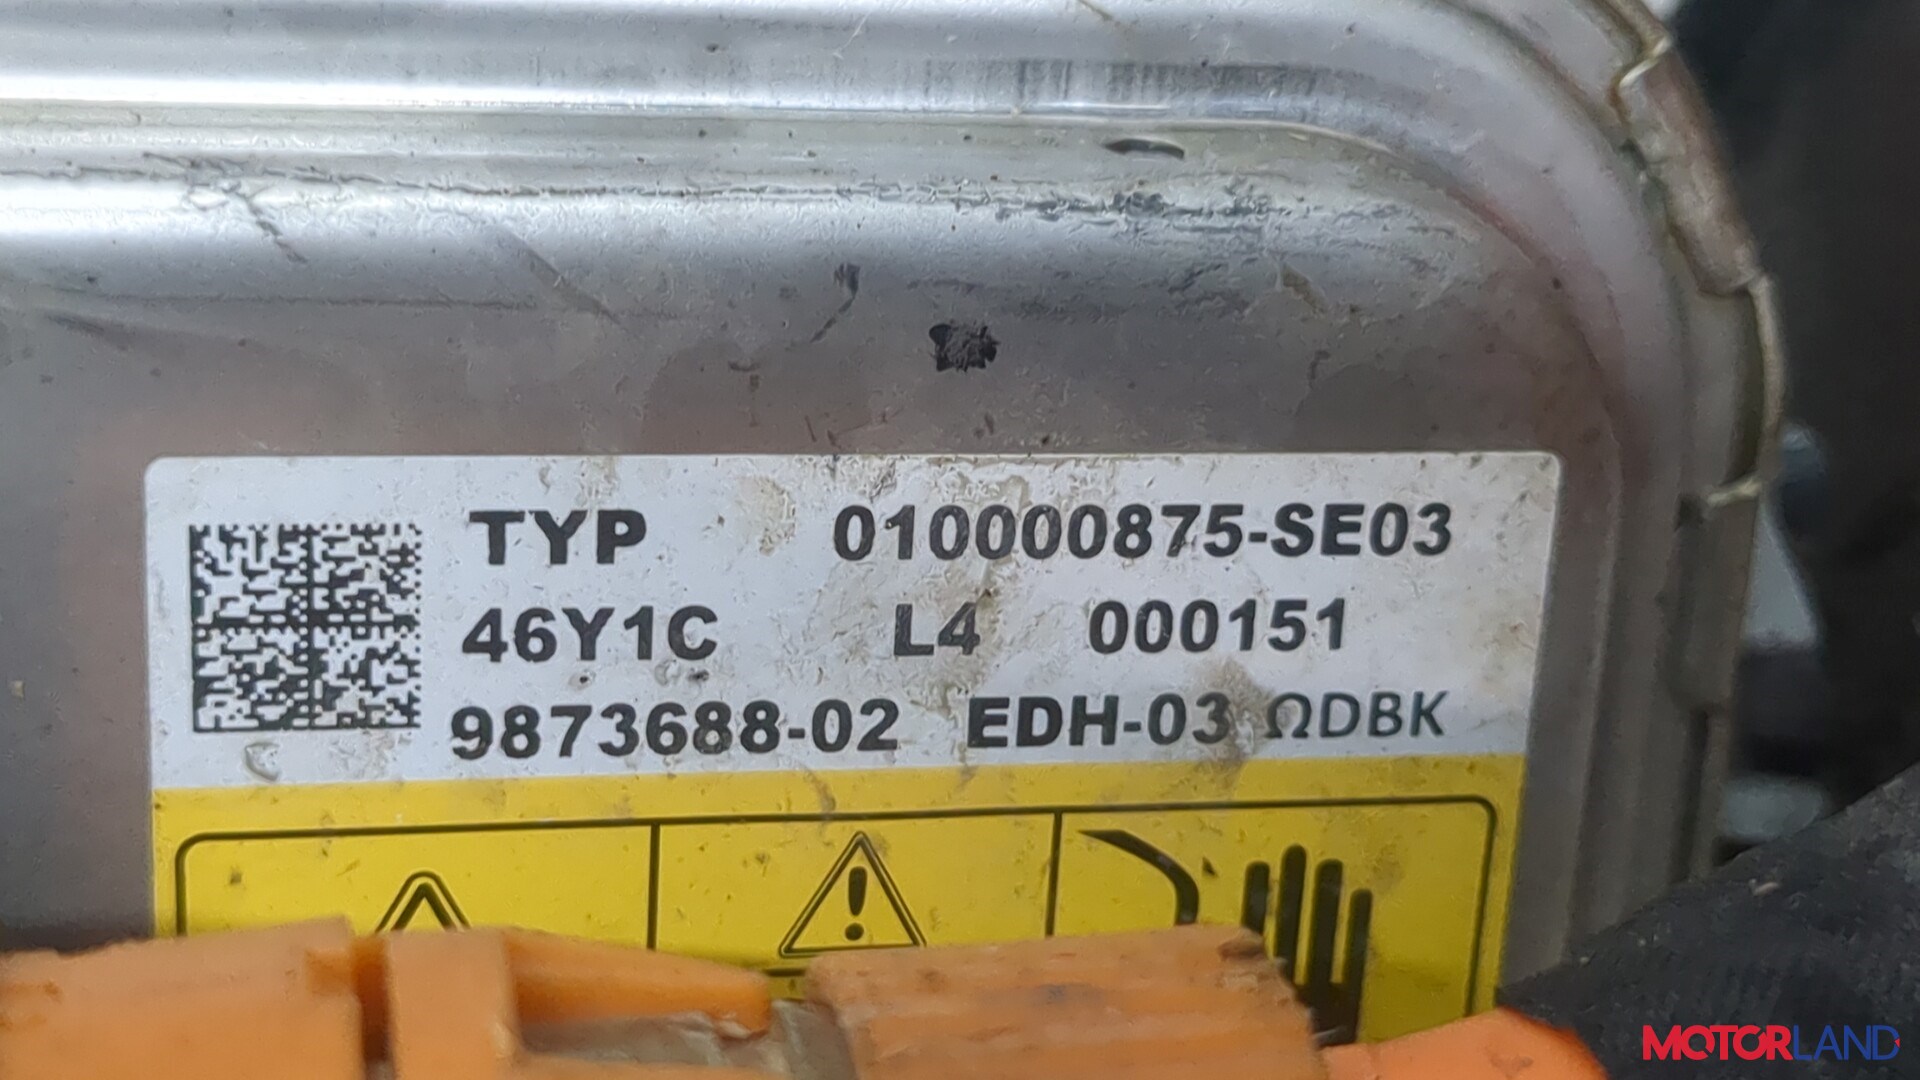 TYP 010000875-SE03
46Y1C L4 000151
9873688-02 EDH-03 ΩDBK
MOTORLAND